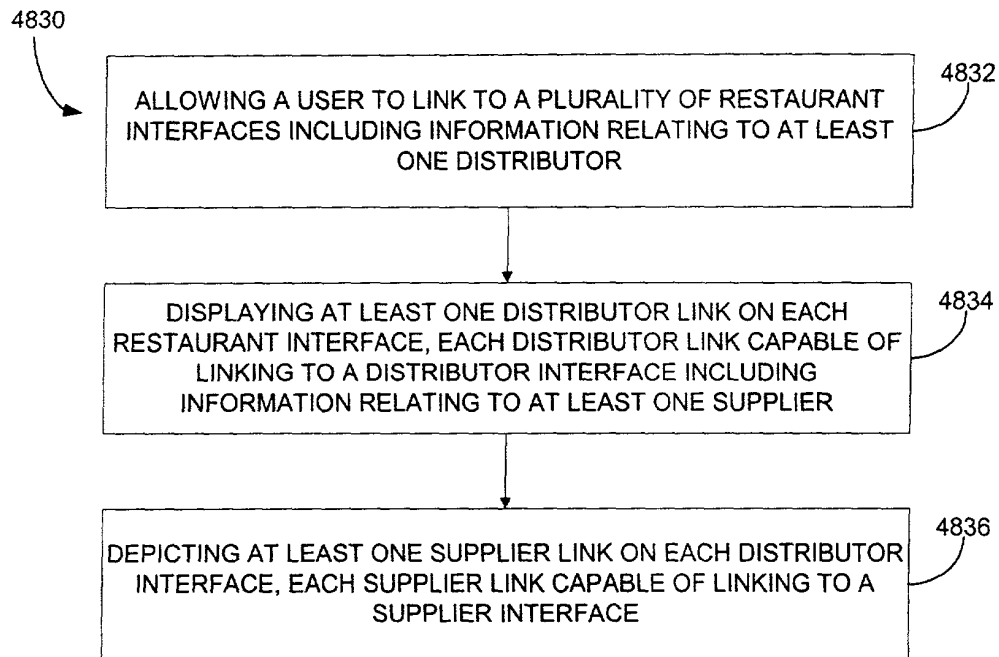 4830
4832
ALLOWING A USER TO LINK TO A PLURALITY OF RESTAURANT
INTERFACES INCLUDING INFORMATION RELATING TO AT LEAST
ONE DISTRIBUTOR
4834
DISPLAYING AT LEAST ONE DISTRIBUTOR LINK ON EACH
RESTAURANT INTERFACE, EACH DISTRIBUTOR LINK CAPABLE OF
LINKING TO A DISTRIBUTOR INTERFACE INCLUDING
INFORMATION RELATING TO AT LEAST ONE SUPPLIER
4836
DEPICTING AT LEAST ONE SUPPLIER LINK ON EACH DISTRIBUTOR
INTERFACE, EACH SUPPLIER LINK CAPABLE OF LINKING TO A
SUPPLIER INTERFACE